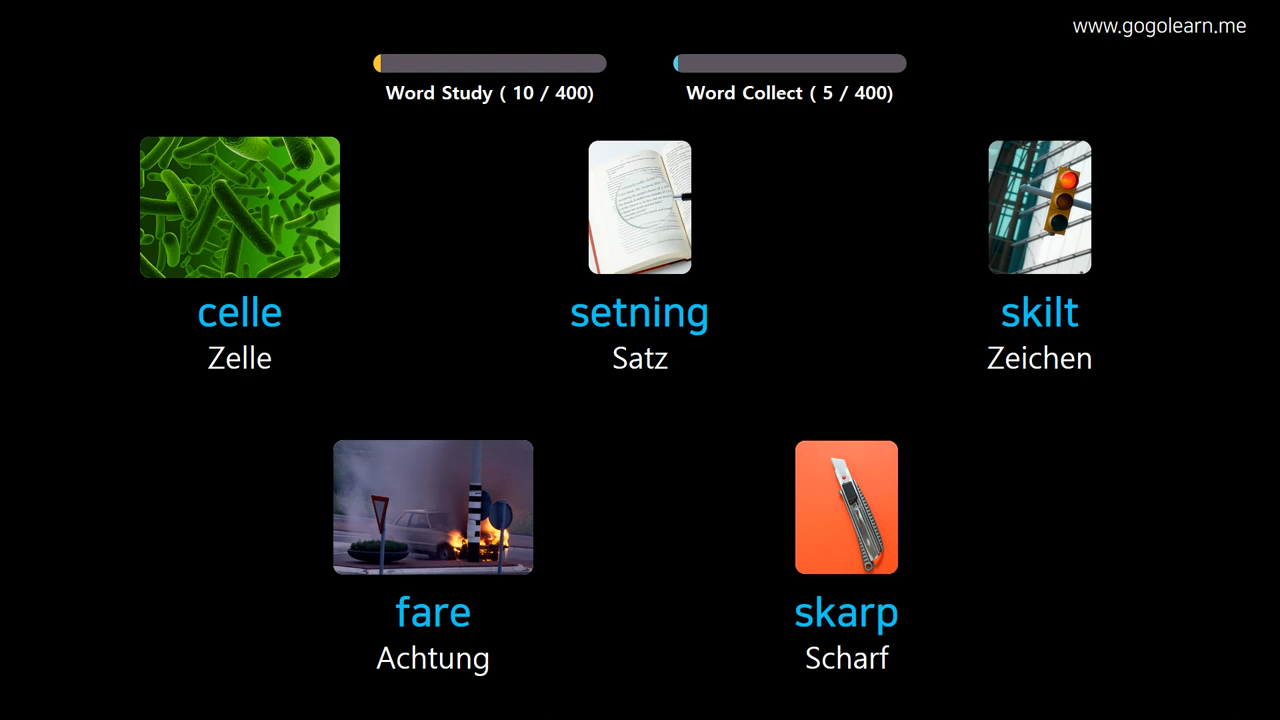 www.gogolearn.me
Word Study ( 10 / 400)
Word Collect ( 5 / 400)
celle
Zelle
setning
Satz
skilt
Zeichen
fare
Achtung
skarp
Scharf